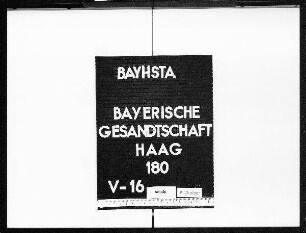 BAYHSTA
BAYERISCHE
GESANDTSCHAFT
HAAG
180
V-16